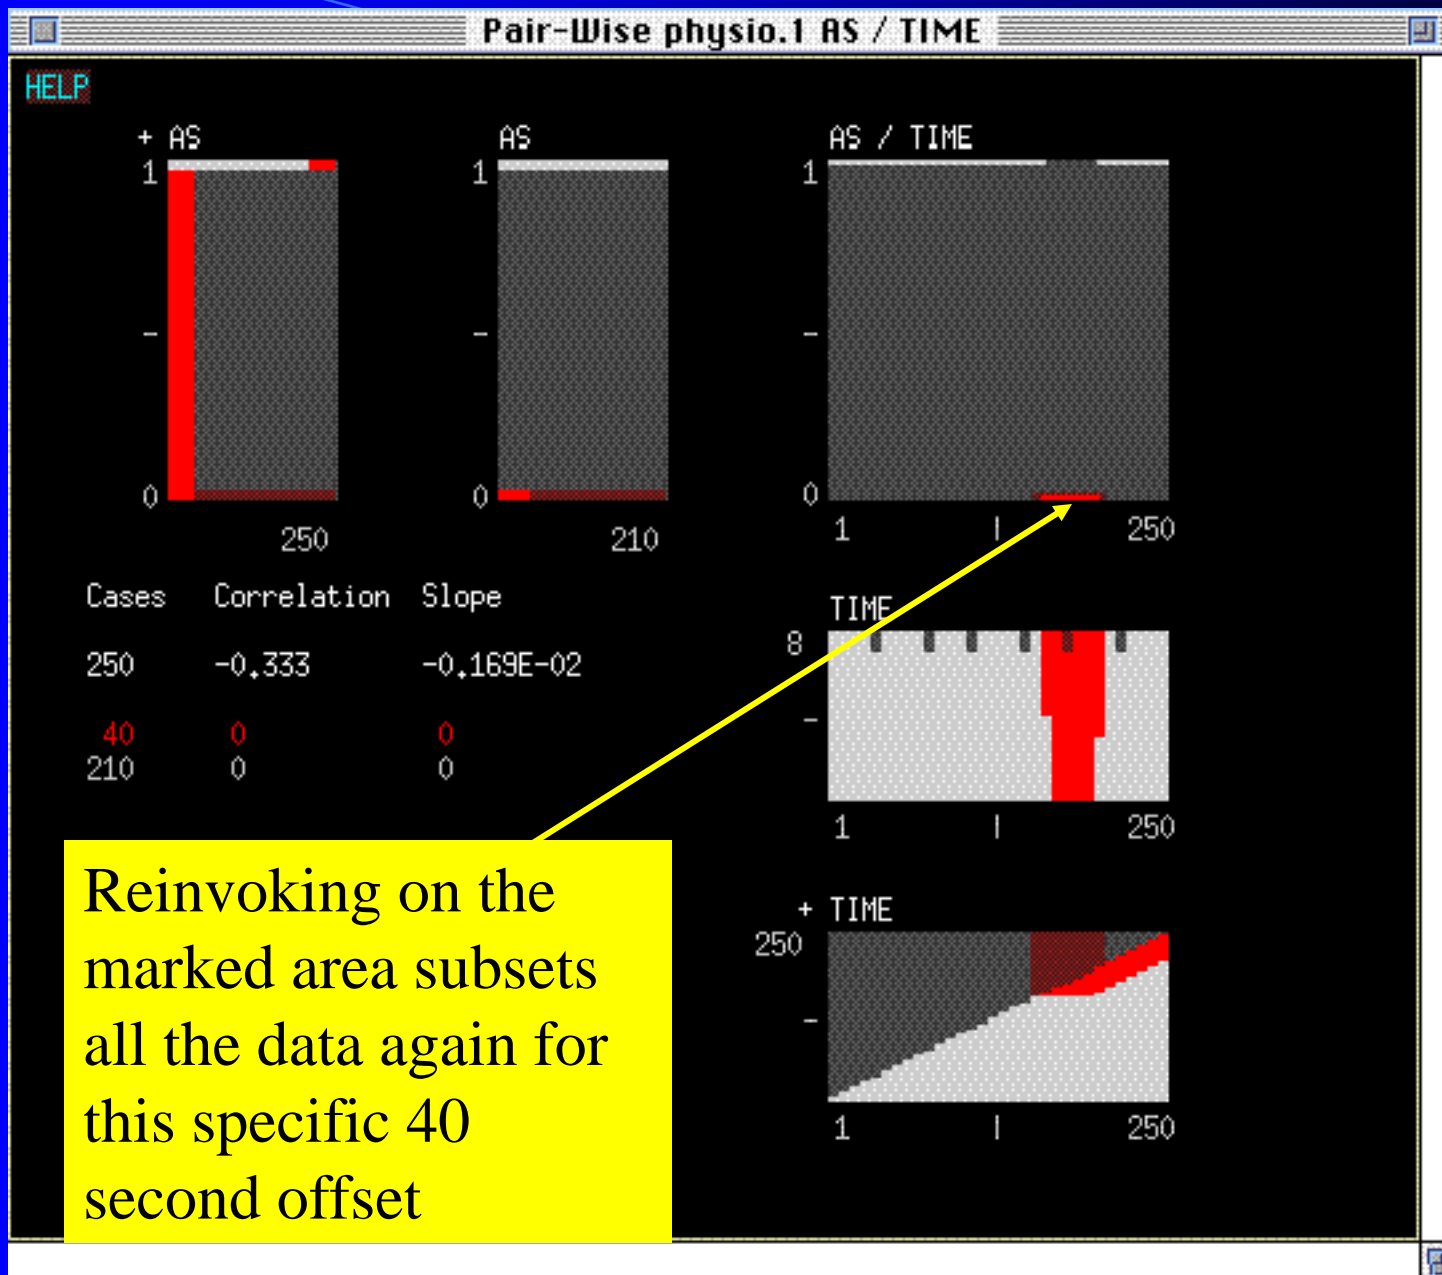 Pair-Wise physio.1 AS / TIME
HELP
+ AS
1
-
0
250
AS
1
-
0
210
AS / TIME
1
-
0
1 | 250
Cases Correlation Slope
250 -0.333 -0.169E-02
40 0 0
210 0 0
TIME
8
-
1 | 250
+ TIME
250
-
1 | 250
Reinvoking on the
marked area subsets
all the data again for
this specific 40
second offset